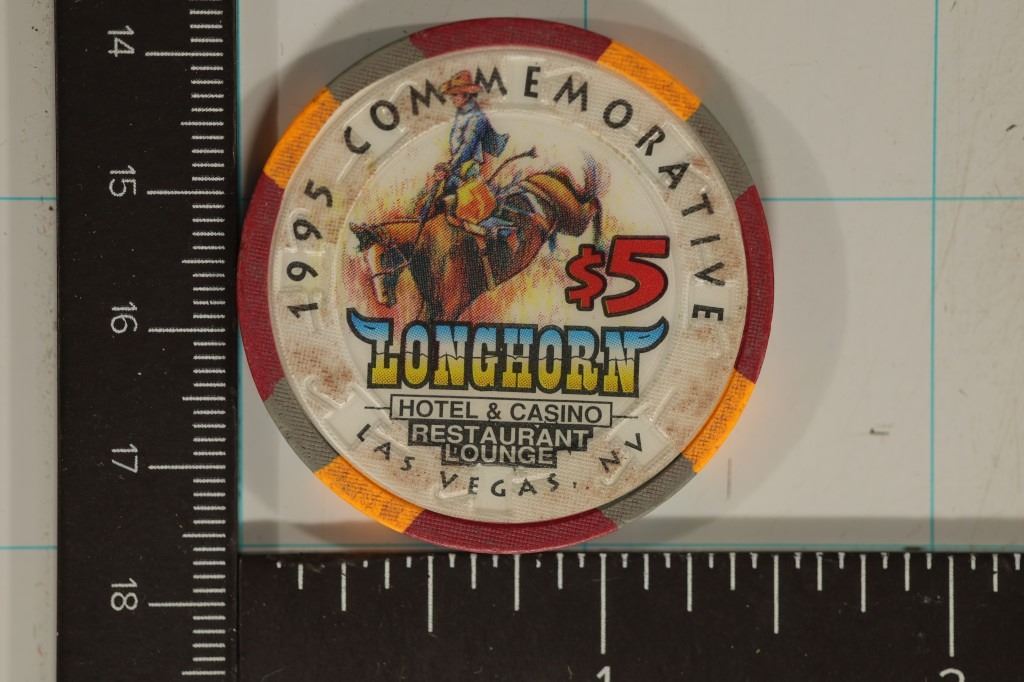 1995 COMMEMORATIVE
$5
LONGHORN
HOTEL & CASINO
RESTAURANT
LOUNGE
LAS VEGAS, NV
14
15
16
17
18
1
2